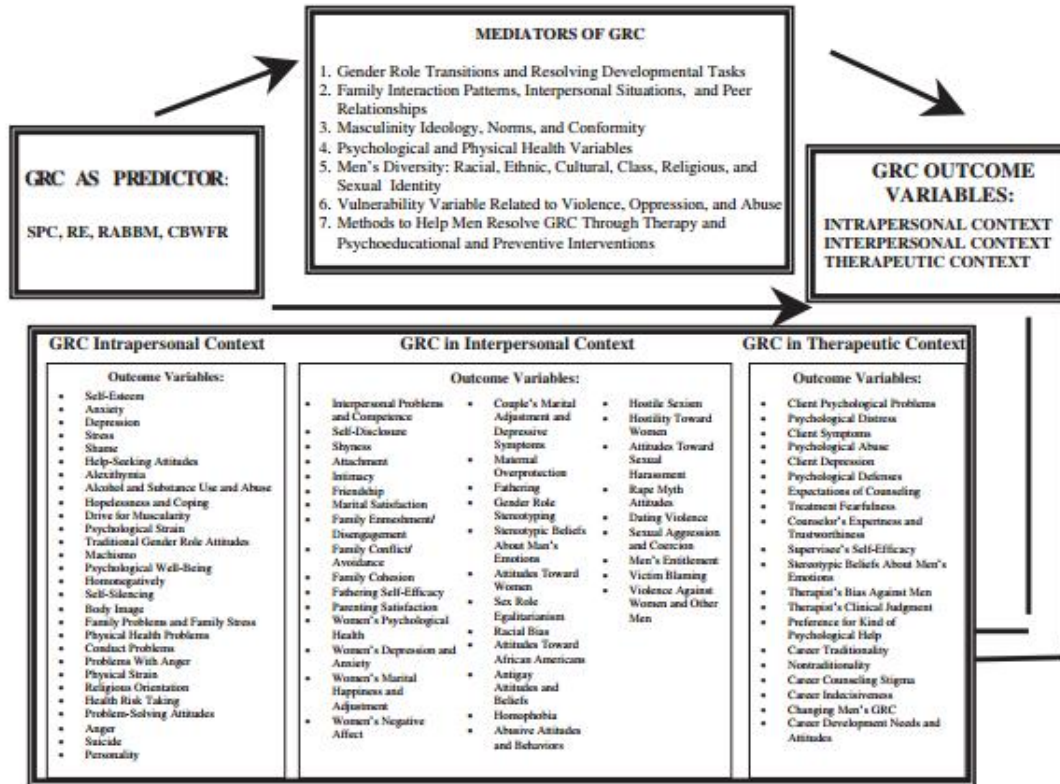 MEDIATORS OF GRC
1. Gender Role Transitions and Resolving Developmental Tasks
2. Family Interaction Patterns, Interpersonal Situations, and Peer
Relationships
3. Masculinity Ideology, Norms, and Conformity
4. Psychological and Physical Health Variables
5. Men's Diversity: Racial, Ethnic, Cultural, Class, Religious, and
Sexual Identity
6. Vulnerability Variable Related to Violence, Oppression, and Abuse
7. Methods to Help Men Resolve GRC Through Therapy and
Psychoeducational and Preventive Interventions
GRC AS PREDICTOR:
SPC, RE, RABBM, CBWFR
GRC OUTCOME
VARIABLES:
INTRAPERSONAL CONTEXT
INTERPERSONAL CONTEXT
THERAPEUTIC CONTEXT
GRC Intrapersonal Context
Outcome Variables:
• Self-Esteem
• Anxiety
• Depression
• Stress
• Shame
• Help-Seeking Attitudes
• Alexithymia
• Alcohol and Substance Use and Abuse
• Hopelessness and Coping
• Drive for Muscularity
• Psychological Strain
• Traditional Gender Role Attitudes
• Machismo
• Psychological Well-Being
• Homonegatively
• Self-Silencing
• Body Image
• Family Problems and Family Stress
• Physical Health Problems
• Conduct Problems
• Problems With Anger
• Physical Strain
• Religious Orientation
• Health Risk Taking
• Problem-Solving Attitudes
• Anger
• Suicide
• Personality
GRC in Interpersonal Context
Outcome Variables:
• Interpersonal Problems
and Competence
• Self-Disclosure
• Shyness
• Attachment
• Intimacy
• Friendship
• Marital Satisfaction
• Family Enmeshment/
Disengagement
• Family Conflict/
Avoidance
• Family Cohesion
• Fathering Self-Efficacy
• Parenting Satisfaction
• Women's Psychological
Health
• Women's Depression and
Anxiety
• Women's Marital
Happiness and
Adjustment
• Women's Negative
Affect
• Couple's Marital
Adjustment and
Depressive
Symptoms
• Maternal
Overprotection
• Fathering
• Gender Role
Stereotyping
• Stereotypic Beliefs
About Man's
Emotions
• Attitudes Toward
Women
• Sex Role
Egalitarianism
• Racial Bias
• Attitudes Toward
African Americans
• Antigay
Attitudes and
Beliefs
• Homophobia
• Abusive Attitudes
and Behaviors
• Hostile Sexism
• Hostility Toward
Women
• Attitudes Toward
Sexual
Harassment
• Rape Myth
Attitudes
• Dating Violence
• Sexual Aggression
and Coercion
• Men's Entitlement
• Victim Blaming
• Violence Against
Women and Other
Men
GRC in Therapeutic Context
Outcome Variables:
• Client Psychological Problems
• Psychological Distress
• Client Symptoms
• Psychological Abuse
• Client Depression
• Psychological Defenses
• Expectations of Counseling
• Treatment Fearfulness
• Counselor's Expertness and
Trustworthiness
• Supervisee's Self-Efficacy
• Stereotypic Beliefs About Men's
Emotions
• Therapist's Bias Against Men
• Therapist's Clinical Judgment
• Preference for Kind of
Psychological Help
• Career Traditionality
• Nontraditionality
• Career Counseling Stigma
• Career Indecisiveness
• Changing Men's GRC
• Career Development Needs and
Attitudes